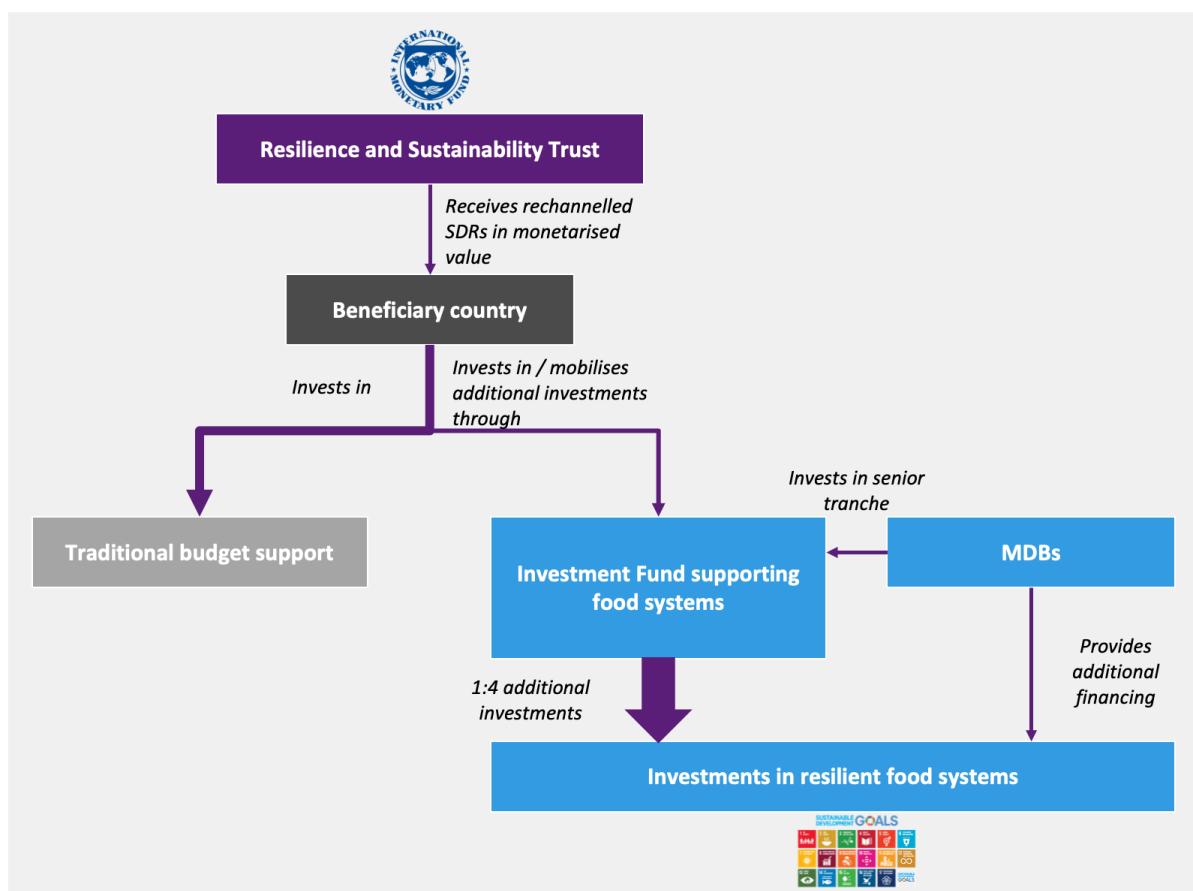 INTERNATIONAL
MONETARY FUND
Resilience and Sustainability Trust
Receives rechannelled
SDRs in monetarised
value
Beneficiary country
Invests in
Invests in / mobilises
additional investments
through
Invests in senior
tranche
Traditional budget support
Investment Fund supporting
food systems
MDBs
1:4 additional
investments
Provides
additional
financing
Investments in resilient food systems
SUSTAINABLE
DEVELOPMENT
GOALS